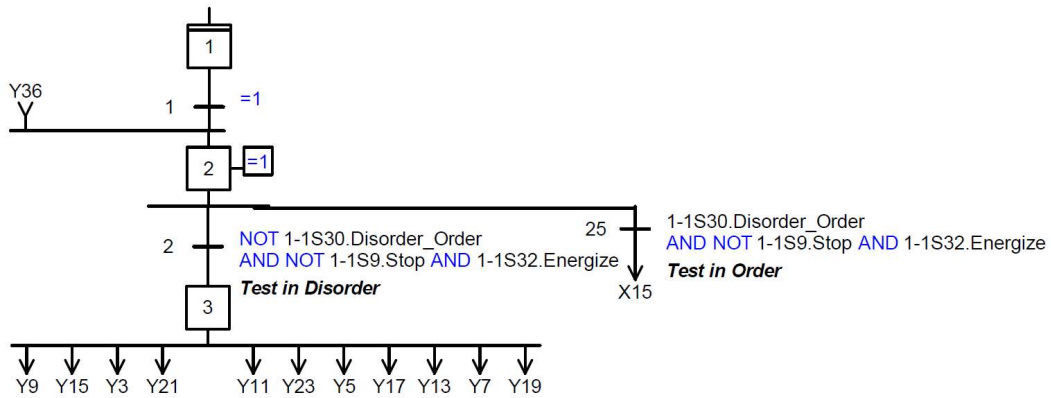 1
Y36
1 =1
2 =1
2 NOT 1-1S30.Disorder_Order
AND NOT 1-1S9.Stop AND 1-1S32.Energize
Test in Disorder
25 1-1S30.Disorder_Order
AND NOT 1-1S9.Stop AND 1-1S32.Energize
Test in Order
X15
3
Y9 Y15 Y3 Y21 Y11 Y23 Y5 Y17 Y13 Y7 Y19